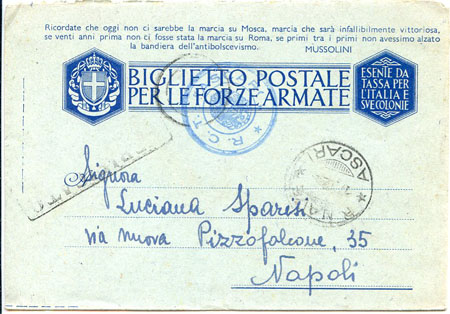 Ricordate che oggi non ci sarebbe la marcia su Mosca, marcia che sarà infallibilmente vittoriosa,
se venti anni prima non ci fosse stata la marcia su Roma, se primi tra i primi non avessimo alzato
la bandiera dell'antibolscevismo. MUSSOLINI
BIGLIETTO POSTALE
PER LE FORZE ARMATE
ESENTE DA
TASSA PER
L'ITALIA E
SVE COLONIE
R. C. T.
ASCARI
Signora
Luciana Sparisi
via Nuova Pizzofalcone, 35
Napoli